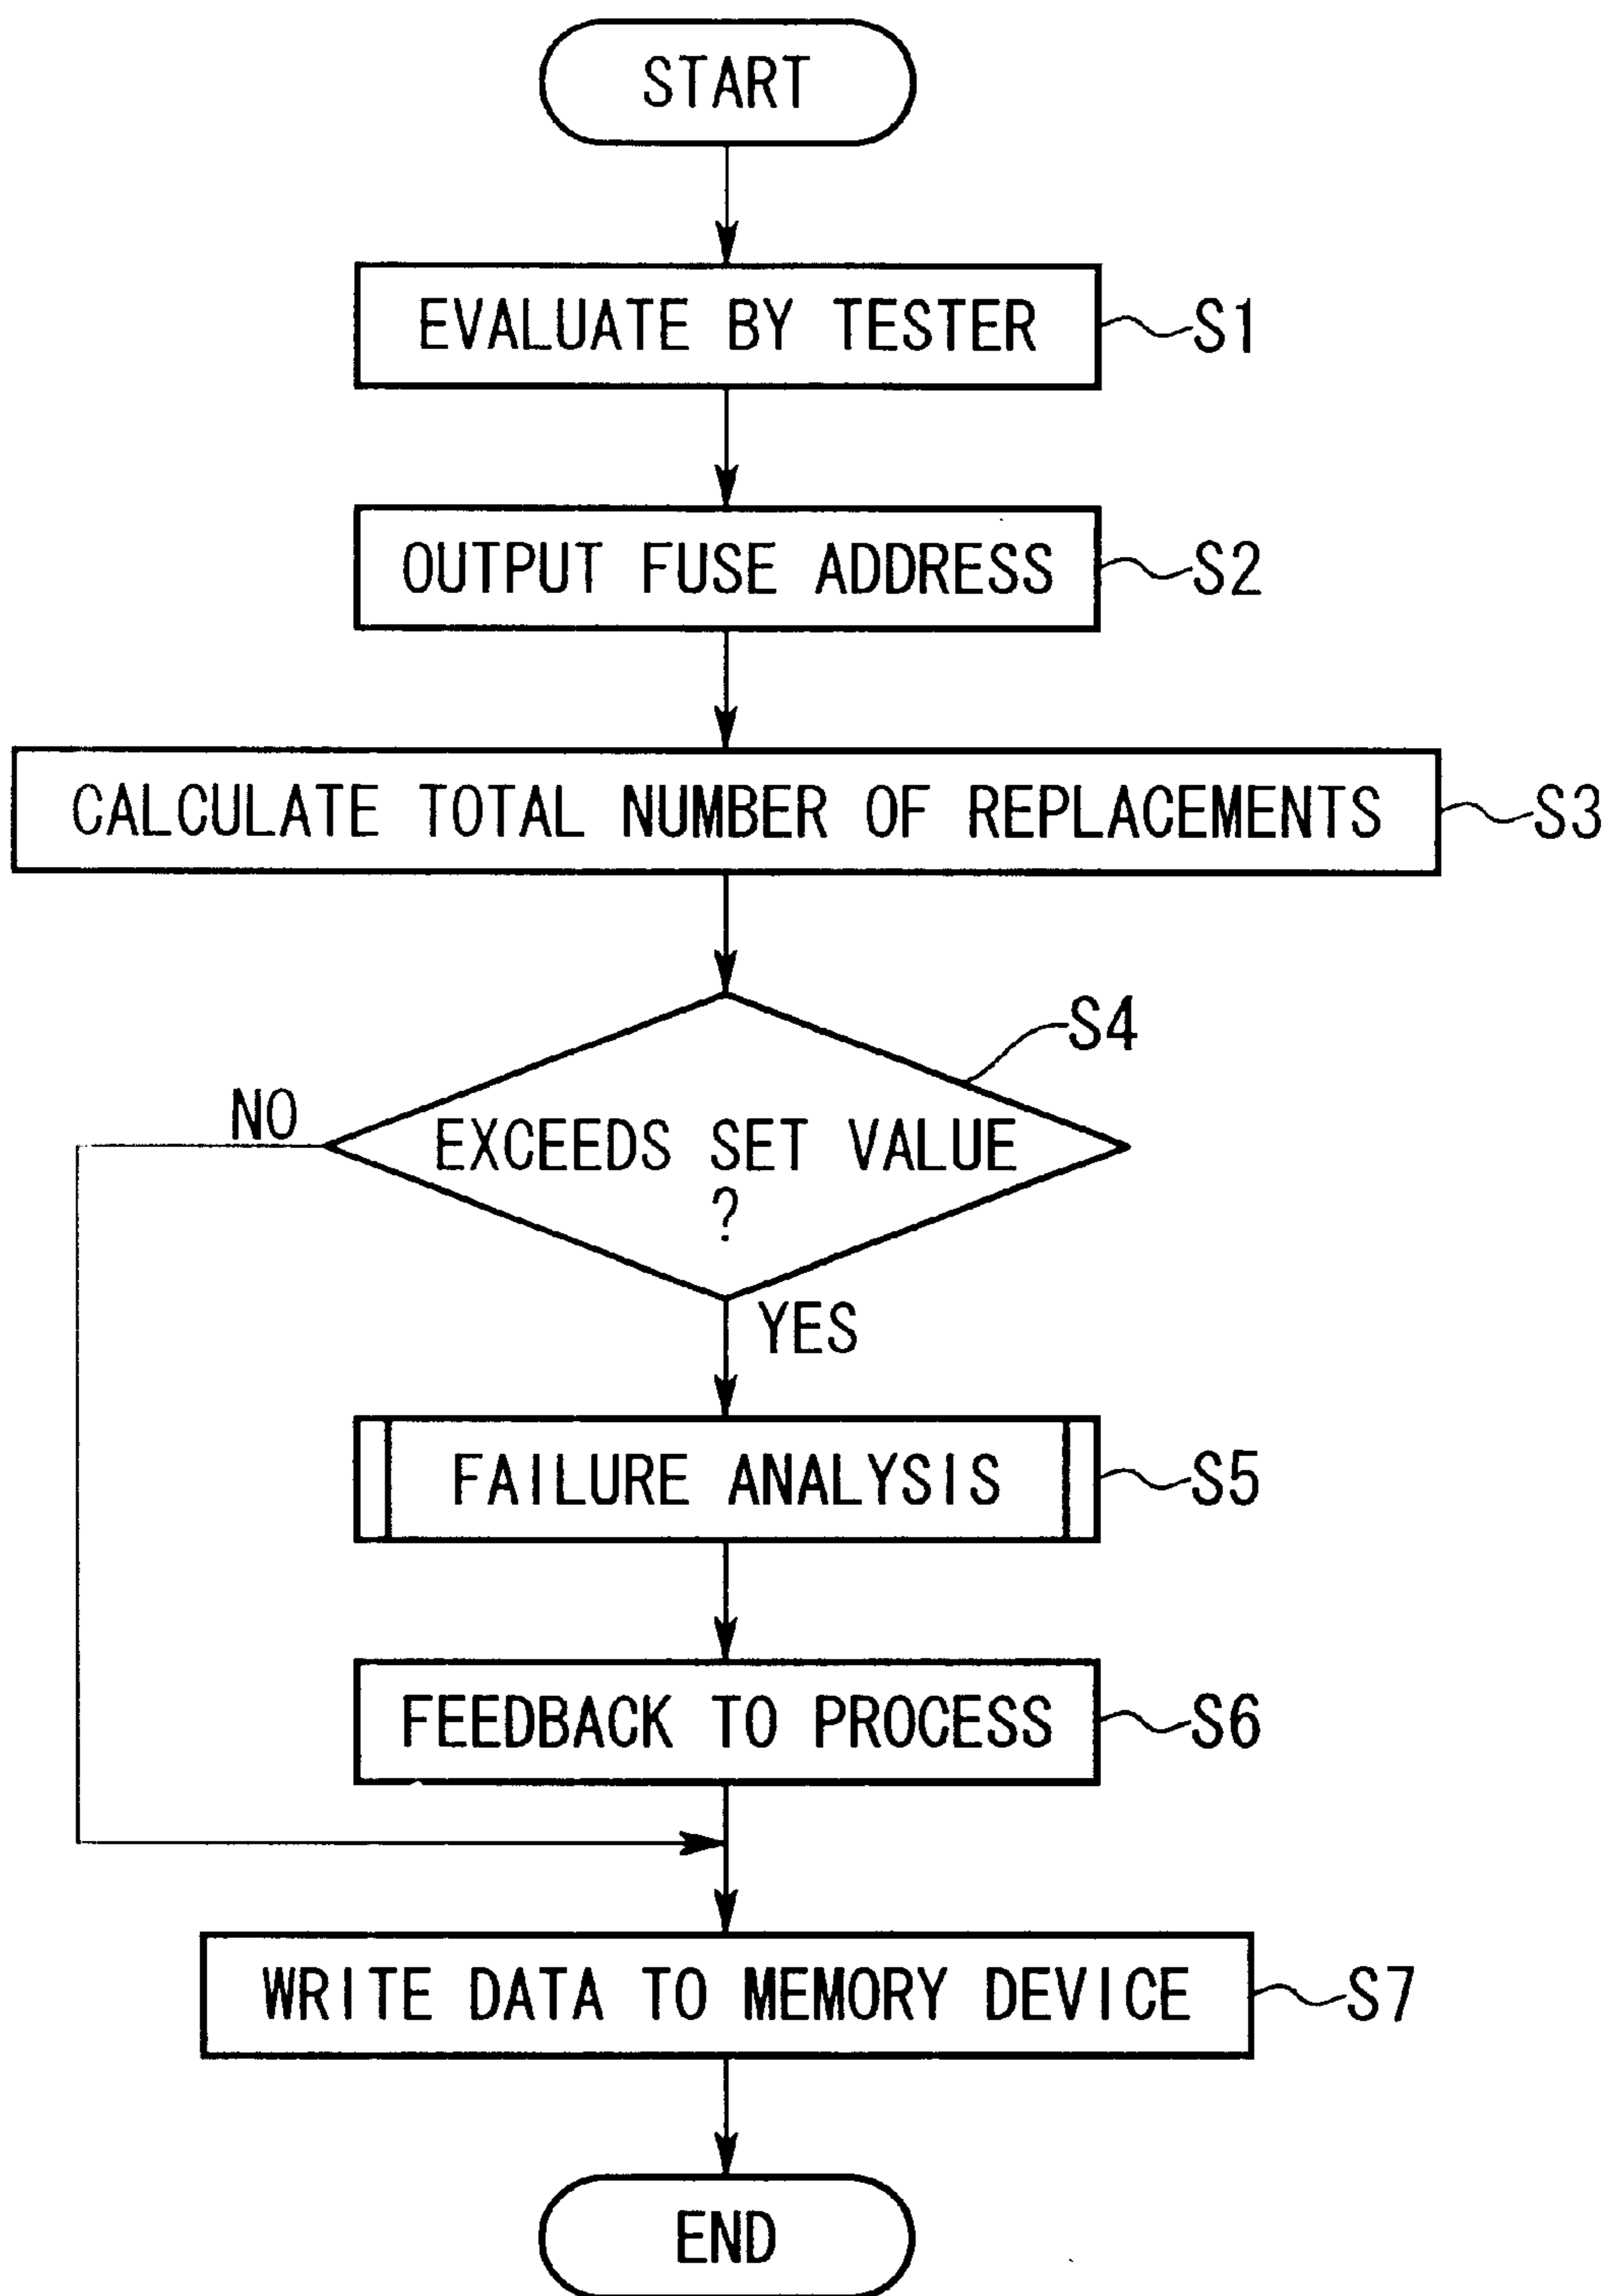 START
EVALUATE BY TESTER
S1
OUTPUT FUSE ADDRESS
S2
CALCULATE TOTAL NUMBER OF REPLACEMENTS
S3
S4
NO
EXCEEDS SET VALUE
?
YES
FAILURE ANALYSIS
S5
FEEDBACK TO PROCESS
S6
WRITE DATA TO MEMORY DEVICE
S7
END